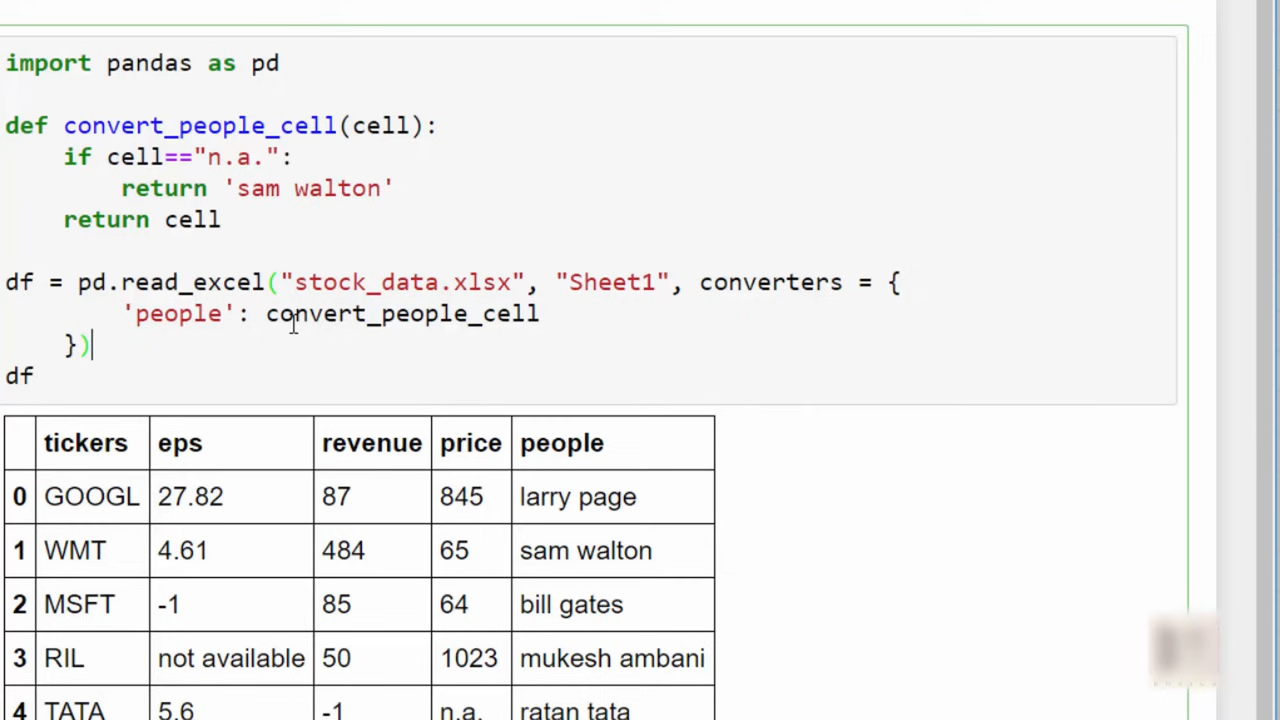 import pandas as pd
def convert_people_cell(cell):
    if cell=="n.a.":
        return 'sam walton'
    return cell
df = pd.read_excel("stock_data.xlsx", "Sheet1", converters = {
        'people': convert_people_cell
    })
df
tickers eps revenue price people
0 GOOGL 27.82 87 845 larry page
1 WMT 4.61 484 65 sam walton
2 MSFT -1 85 64 bill gates
3 RIL not available 50 1023 mukesh ambani
4 TATA 5.6 -1 n.a. ratan tata